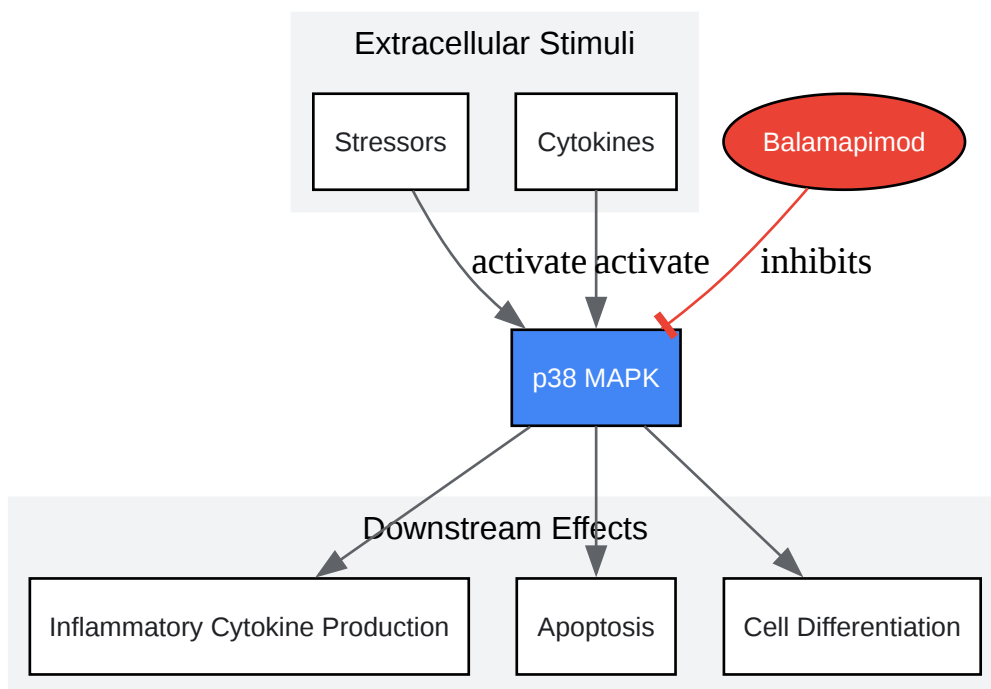 Extracellular Stimuli
Stressors
Cytokines
Balamapimod
activate
activate
inhibits
p38 MAPK
Downstream Effects
Inflammatory Cytokine Production
Apoptosis
Cell Differentiation